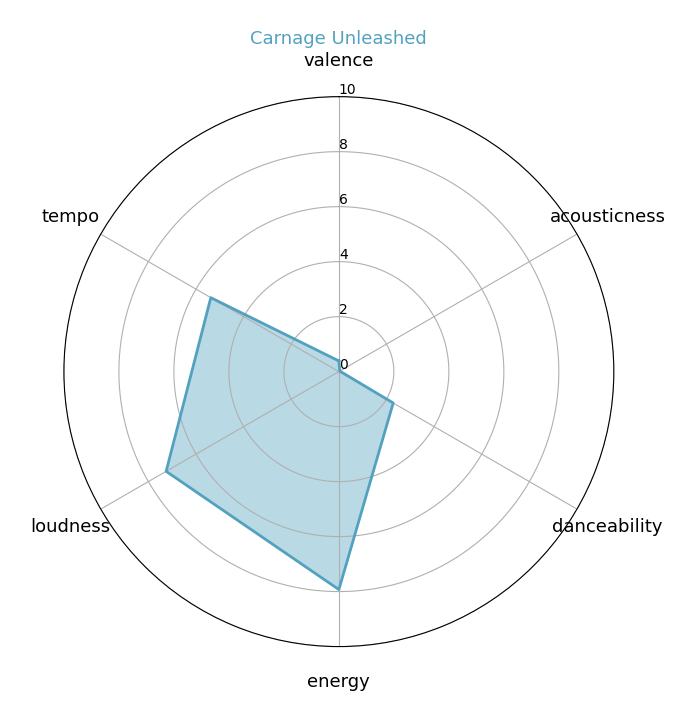 Carnage Unleashed
valence
10
8
6
4
2
0
tempo
acousticness
loudness
danceability
energy